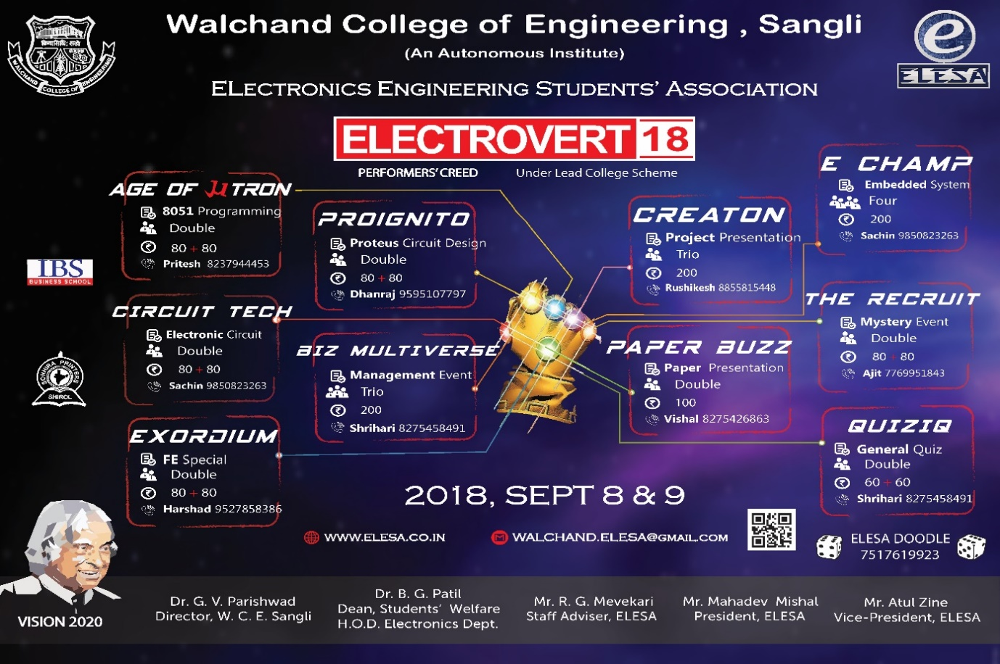 Walchand College of Engineering , Sangli
(An Autonomous Institute)
ELECTRONICS ENGINEERING STUDENTS' ASSOCIATION
WALCHAND COLLEGE OF ENGINEERING
e
ELESA
ELECTROVERT 18
PERFORMERS' CREED
Under Lead College Scheme
AGE OF μTRON
8051 Programming
Double
80 + 80
Pritesh 8237944453
PROIGNITO
Proteus Circuit Design
Double
80 + 80
Dhanraj 9595107797
CREATON
Project Presentation
Trio
200
Rushikesh 8855815448
E CHAMP
Embedded System
Four
200
Sachin 9850823263
IBS
BUSINESS SCHOOL
CIRCUIT TECH
Electronic Circuit
Double
80 + 80
Sachin 9850823263
BIZ MULTIVERSE
Management Event
Trio
200
Shrihari 8275458491
PAPER BUZZ
Paper Presentation
Double
100
Vishal 8275426863
THE RECRUIT
Mystery Event
Double
80 + 80
Ajit 7769951843
PRINTERS
SHIROL
EXORDIUM
FE Special
Double
80 + 80
Harshad 9527858386
QUIZIQ
General Quiz
Double
60 + 60
Shrihari 8275458491
2018, SEPT 8 & 9
WWW.ELESA.CO.IN
WALCHAND.ELESA@GMAIL.COM
ELESA DOODLE
7517619923
VISION 2020
Dr. G. V. Parishwad
Director, W. C. E. Sangli
Dr. B. G. Patil
Dean, Students' Welfare
H.O.D. Electronics Dept.
Mr. R. G. Mevekari
Staff Adviser, ELESA
Mr. Mahadev Mishal
President, ELESA
Mr. Atul Zine
Vice-President, ELESA